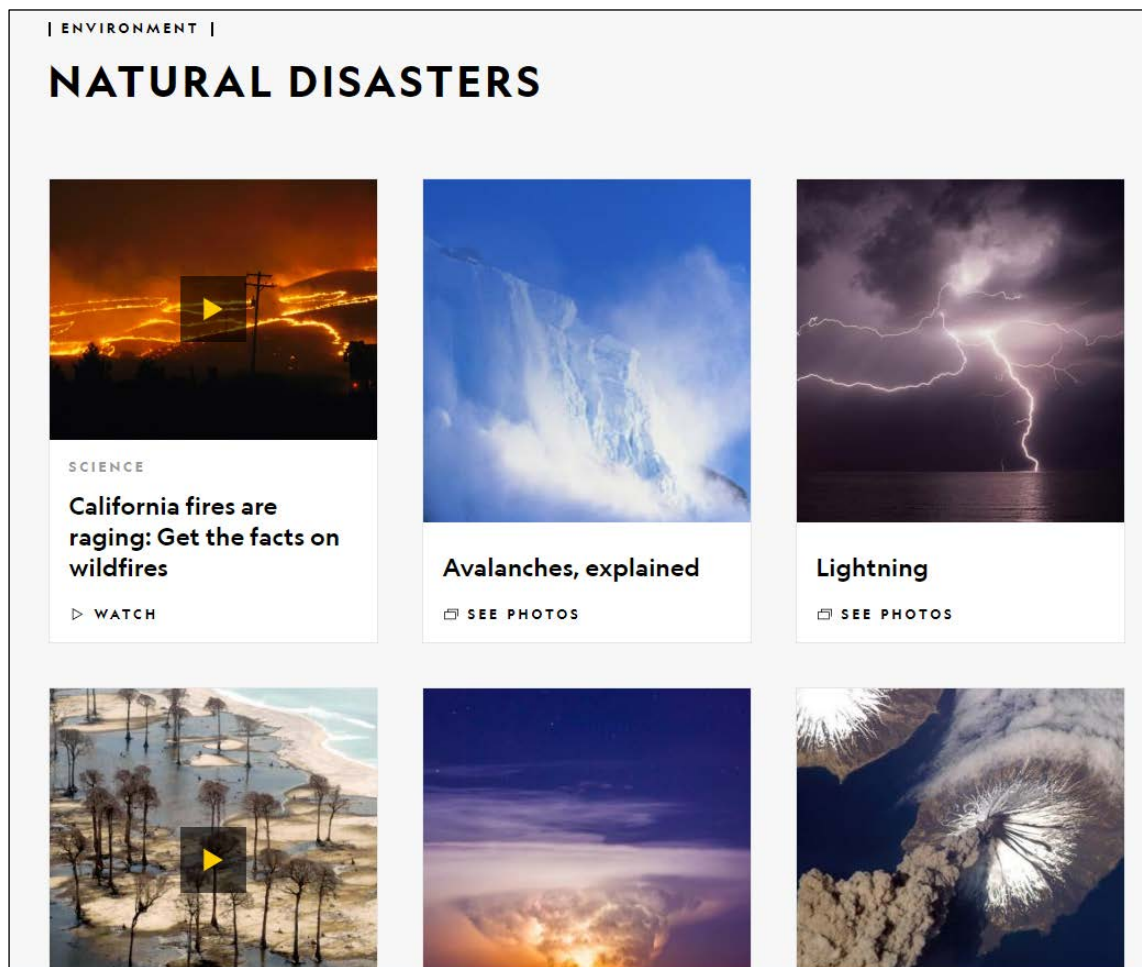 | ENVIRONMENT |
NATURAL DISASTERS
SCIENCE
California fires are
raging: Get the facts on
wildfires
WATCH
Avalanches, explained
SEE PHOTOS
Lightning
SEE PHOTOS